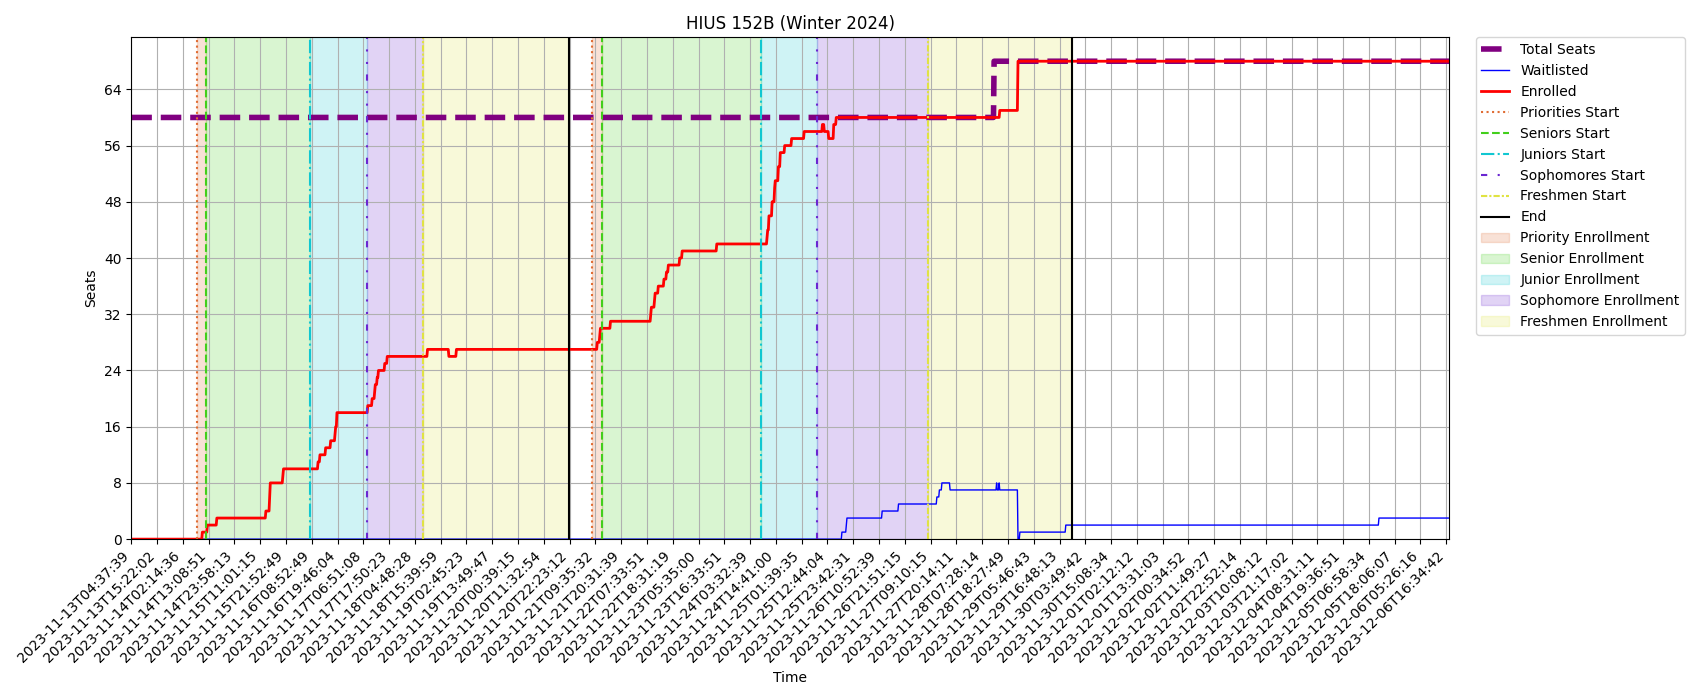 HIUS 152B (Winter 2024)
Seats
64
56
48
40
32
24
16
8
0
2023-11-13T04:37:39
2023-11-13T15:22:02
2023-11-14T02:14:36
2023-11-14T13:08:51
2023-11-14T23:58:13
2023-11-15T11:01:15
2023-11-15T21:52:49
2023-11-16T08:52:49
2023-11-16T19:46:04
2023-11-17T06:51:08
2023-11-17T17:50:23
2023-11-18T04:48:28
2023-11-18T15:39:59
2023-11-19T02:45:23
2023-11-19T13:49:47
2023-11-20T00:39:15
2023-11-20T11:32:54
2023-11-20T22:23:12
2023-11-21T09:35:32
2023-11-21T20:31:39
2023-11-22T07:33:51
2023-11-22T18:31:19
2023-11-23T05:35:00
2023-11-23T16:33:51
2023-11-24T03:32:39
2023-11-24T14:41:00
2023-11-25T01:39:35
2023-11-25T12:44:04
2023-11-25T23:42:31
2023-11-26T10:52:39
2023-11-26T21:51:15
2023-11-27T09:10:15
2023-11-27T20:14:11
2023-11-28T07:28:14
2023-11-28T18:27:49
2023-11-29T05:46:43
2023-11-29T16:48:13
2023-11-30T03:49:42
2023-11-30T15:08:34
2023-12-01T02:12:12
2023-12-01T13:31:03
2023-12-02T00:34:52
2023-12-02T11:49:27
2023-12-02T22:52:14
2023-12-03T10:08:12
2023-12-03T21:17:02
2023-12-04T08:31:11
2023-12-04T19:36:51
2023-12-05T06:58:34
2023-12-05T18:06:07
2023-12-06T05:26:16
2023-12-06T16:34:42
Time
Total Seats
Waitlisted
Enrolled
Priorities Start
Seniors Start
Juniors Start
Sophomores Start
Freshmen Start
End
Priority Enrollment
Senior Enrollment
Junior Enrollment
Sophomore Enrollment
Freshmen Enrollment